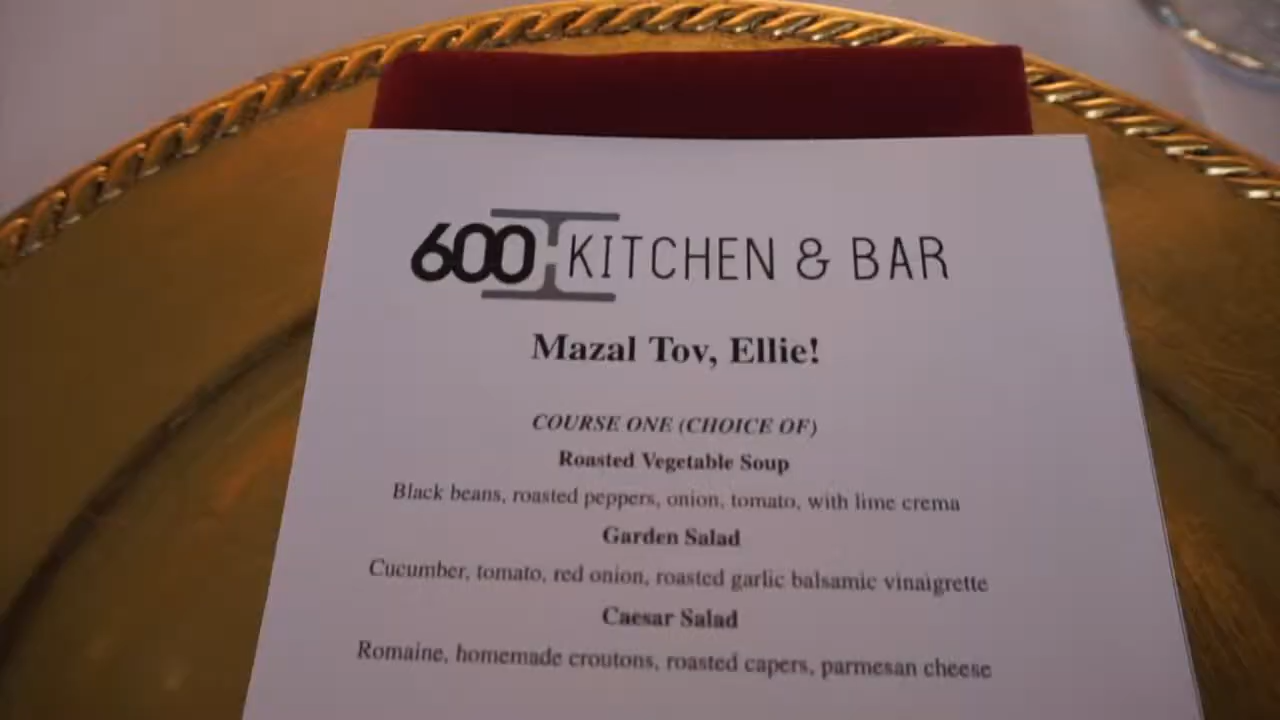 600 KITCHEN & BAR
Mazal Tov, Ellie!
COURSE ONE (CHOICE OF)
Roasted Vegetable Soup
Black beans, roasted peppers, onion, tomato, with lime crema
Garden Salad
Cucumber, tomato, red onion, roasted garlic balsamic vinaigrette
Caesar Salad
Romaine, homemade croutons, roasted capers, parmesan cheese